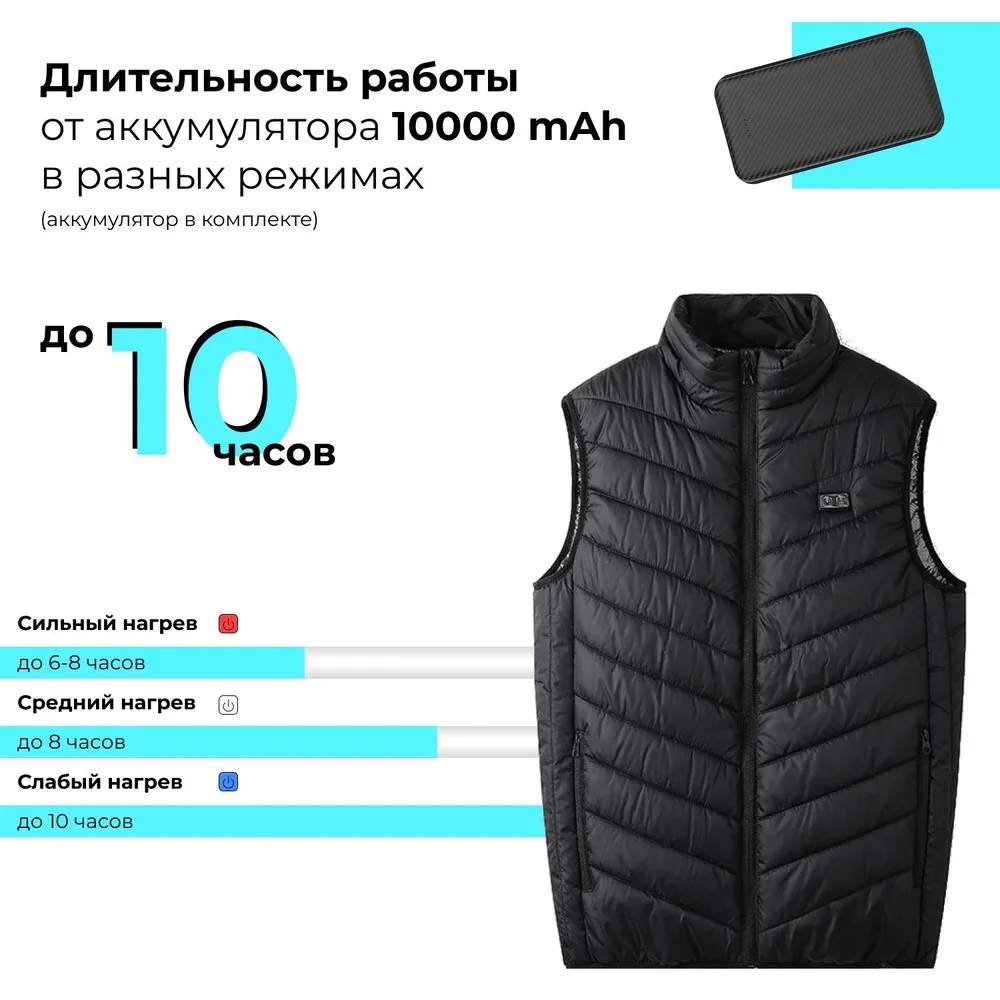 Длительность работы
от аккумулятора 10000 mAh
в разных режимах
(аккумулятор в комплекте)
до 10
часов
Сильный нагрев
до 6-8 часов
Средний нагрев
до 8 часов
Слабый нагрев
до 10 часов